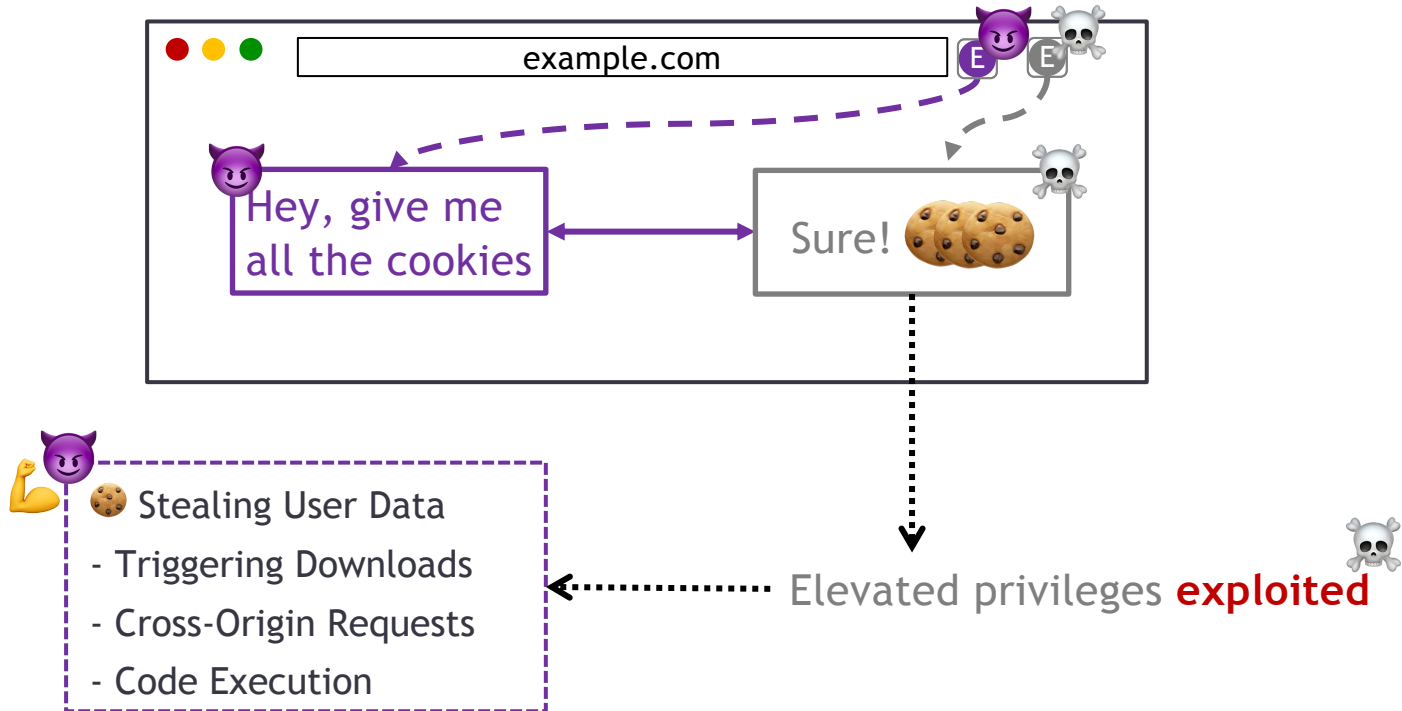 example.com
E
E
Hey, give me
all the cookies
Sure!
Stealing User Data
- Triggering Downloads
- Cross-Origin Requests
- Code Execution
Elevated privileges exploited